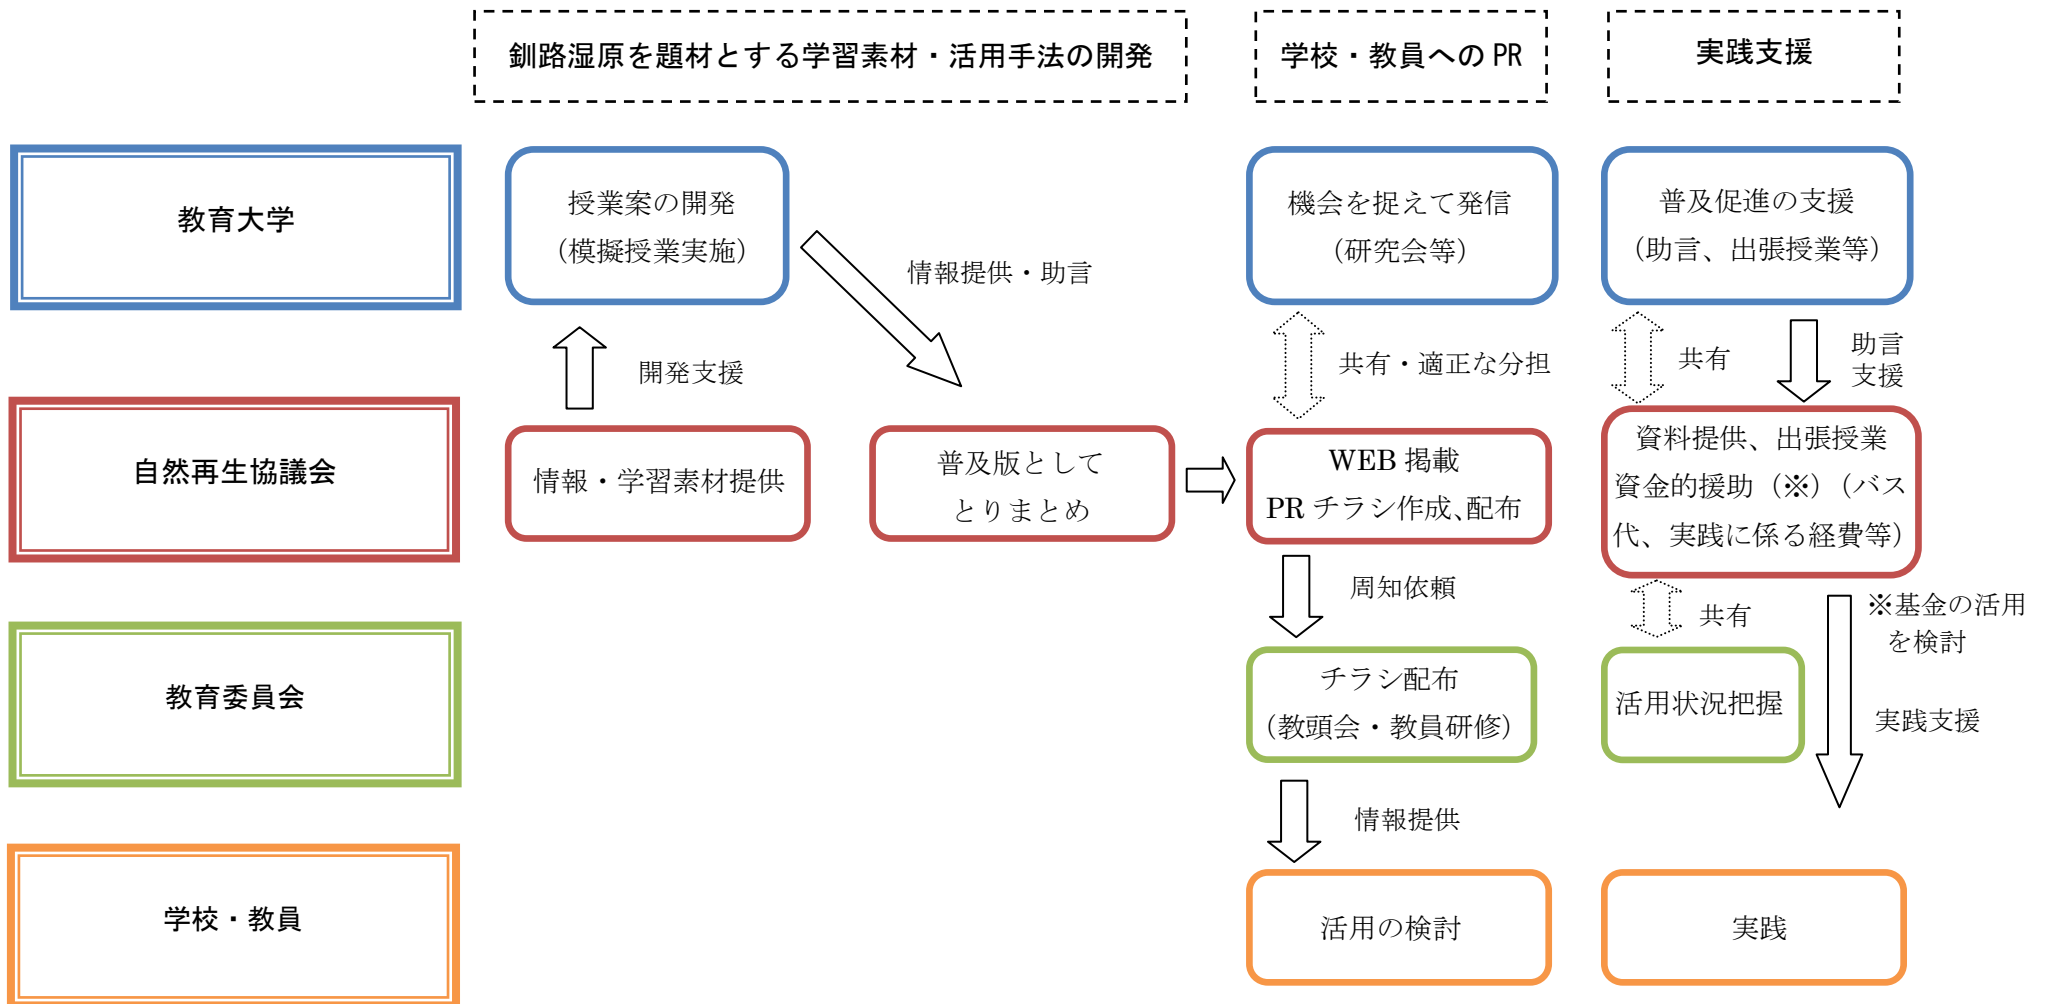 釧路湿原を題材とする学習素材・活用手法の開発
学校・教員への PR
実践支援
教育大学
授業案の開発
（模擬授業実施）
情報提供・助言
機会を捉えて発信
（研究会等）
普及促進の支援
（助言、出張授業等）
開発支援
共有・適正な分担
共有
助言
支援
自然再生協議会
情報・学習素材提供
普及版として
とりまとめ
WEB 掲載
PR チラシ作成、配布
資料提供、出張授業
資金的援助（※）（バス
代、実践に係る経費等）
周知依頼
共有
※基金の活用
を検討
教育委員会
チラシ配布
（教頭会・教員研修）
活用状況把握
実践支援
情報提供
学校・教員
活用の検討
実践